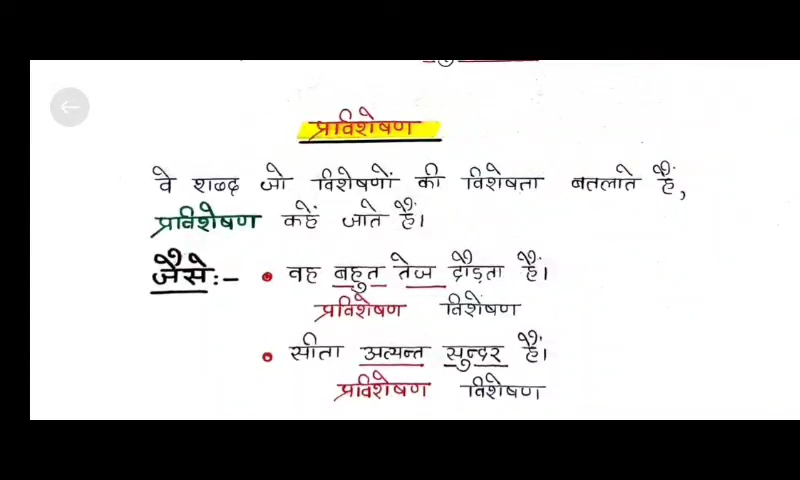 प्रविशेषण
वे शब्द जो विशेषणों की विशेषता बतलाते हैं,
प्रविशेषण कहें जाते हैं।
जैसे:- • वह बहुत तेज दौड़ता हैं।
प्रविशेषण विशेषण
• सीता अत्यन्त सुन्दर हैं।
प्रविशेषण विशेषण